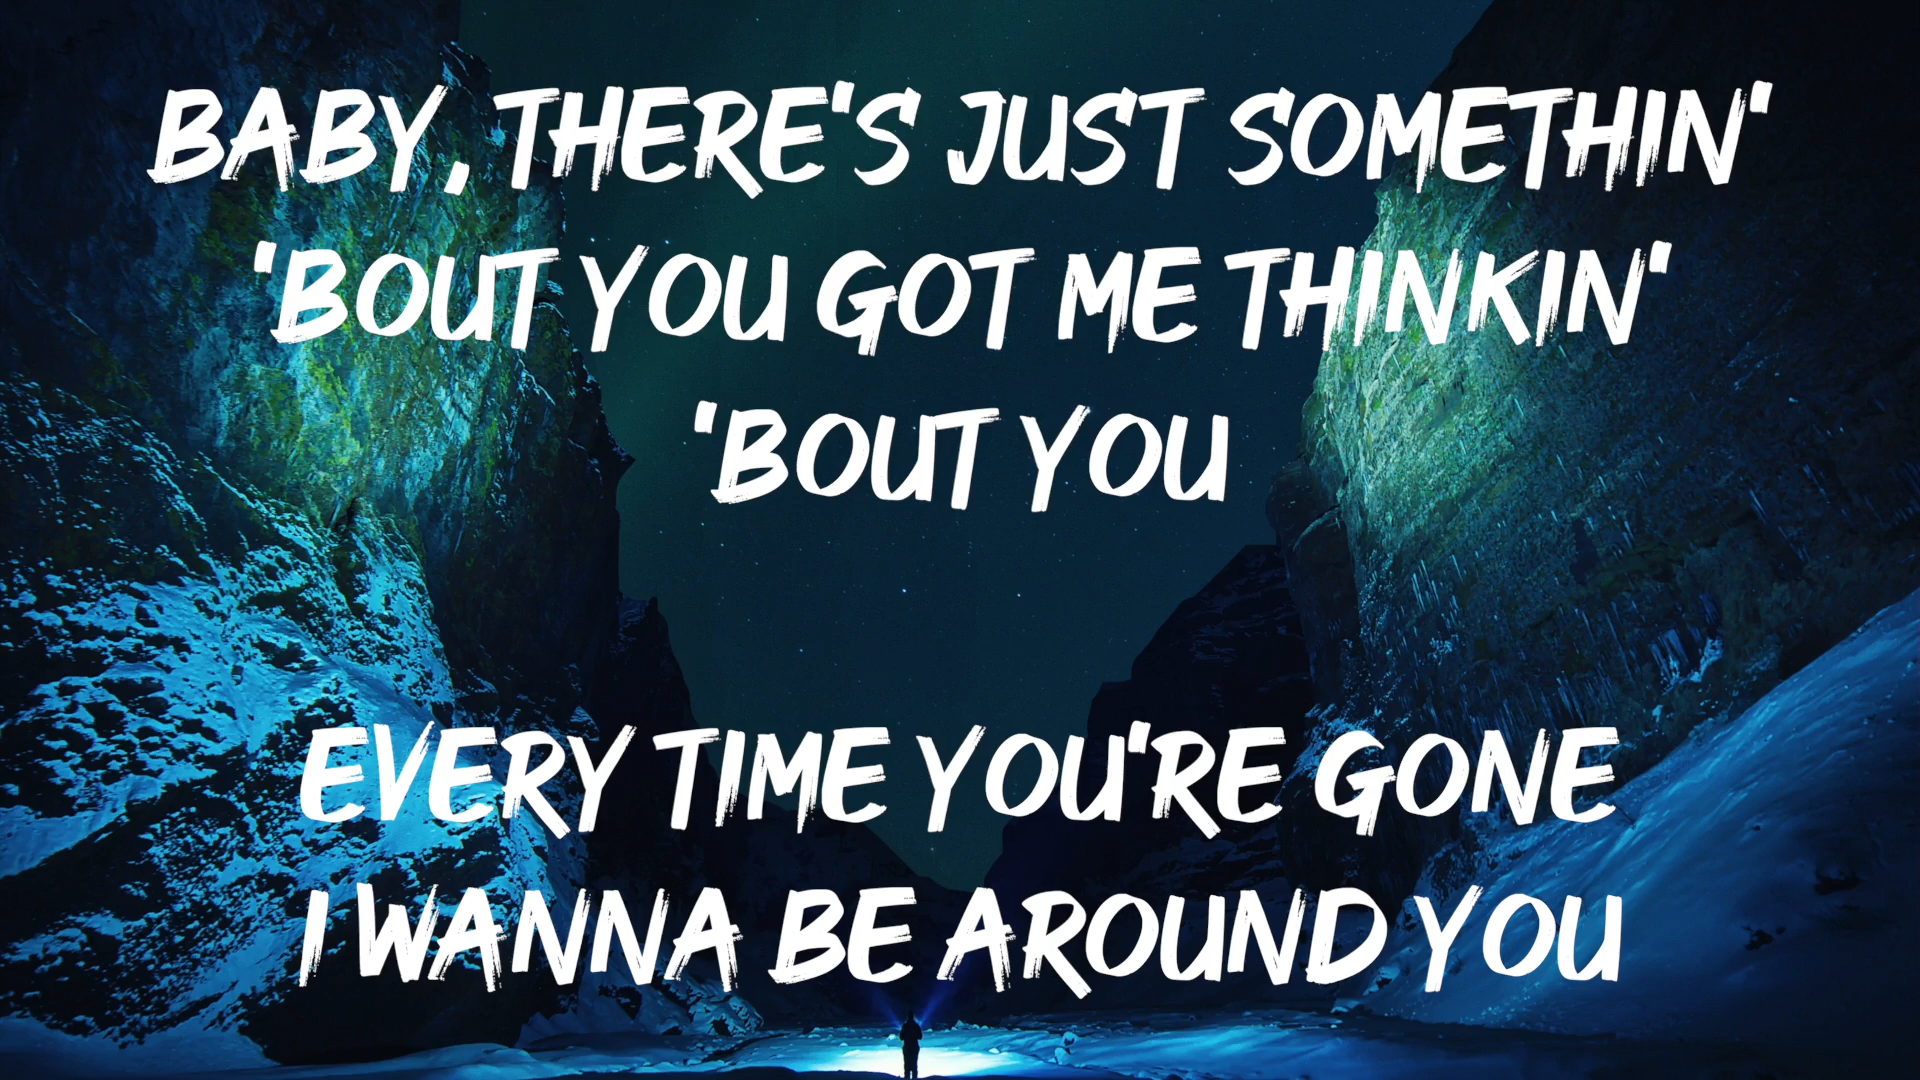 BABY, THERE'S JUST SOMETHIN'
'BOUT YOU GOT ME THINKIN'
'BOUT YOU
EVERY TIME YOU'RE GONE
I WANNA BE AROUND YOU